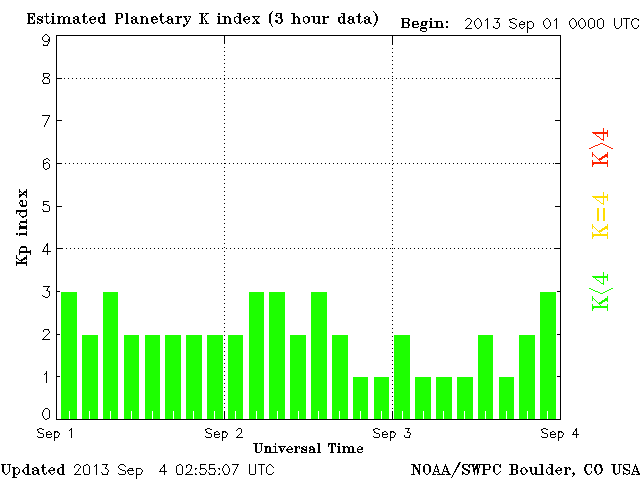 Estimated Planetary K index (3 hour data) Begin: 2013 Sep 01 0000 UTC
9
8
7
6
5
4
3
2
1
0
Kp index
K>4
K=4
K<4
Sep 1 Sep 2 Sep 3 Sep 4
Universal Time
Updated 2013 Sep 4 02:55:07 UTC NOAA/SWPC Boulder, CO USA